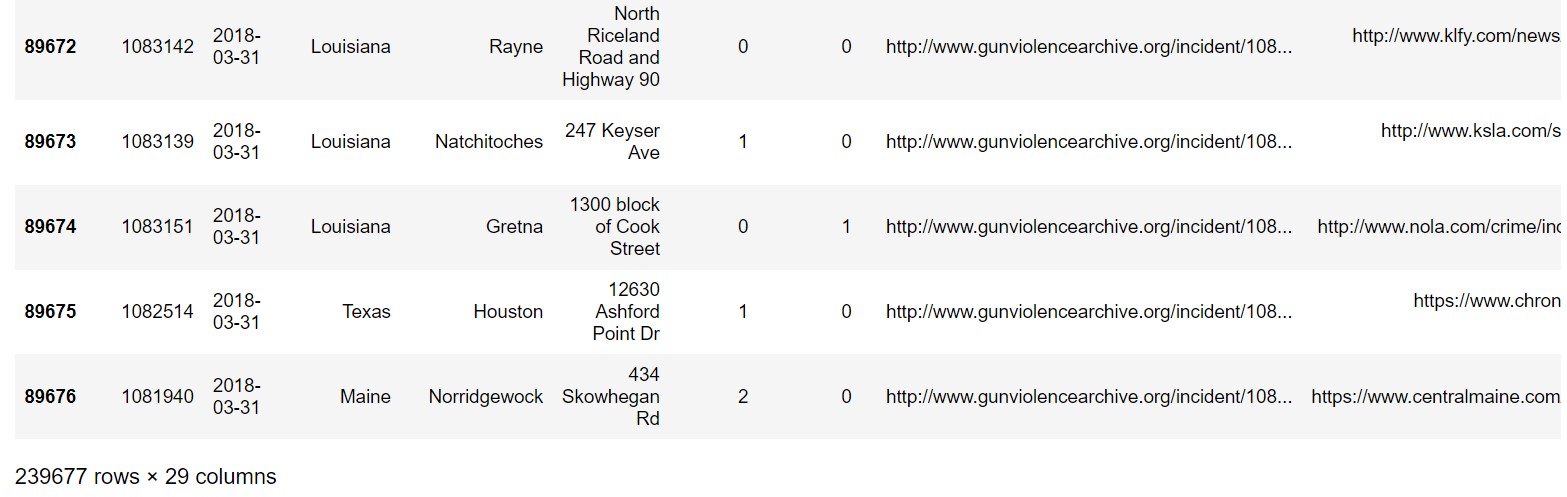 North
Riceland
Road and
Highway 90
89672 1083142 2018-
03-31 Louisiana Rayne 0 0 http://www.gunviolencearchive.org/incident/108... http://www.klfy.com/news
89673 1083139 2018-
03-31 Louisiana Natchitoches 247 Keyser
Ave 1 0 http://www.gunviolencearchive.org/incident/108... http://www.ksla.com/s
89674 1083151 2018-
03-31 Louisiana Gretna 1300 block
of Cook
Street 0 1 http://www.gunviolencearchive.org/incident/108... http://www.nola.com/crime/inc
89675 1082514 2018-
03-31 Texas Houston 12630
Ashford
Point Dr 1 0 http://www.gunviolencearchive.org/incident/108... https://www.chron
89676 1081940 2018-
03-31 Maine Norridgewock 434
Skowhegan
Rd 2 0 http://www.gunviolencearchive.org/incident/108... https://www.centralmaine.com
239677 rows × 29 columns